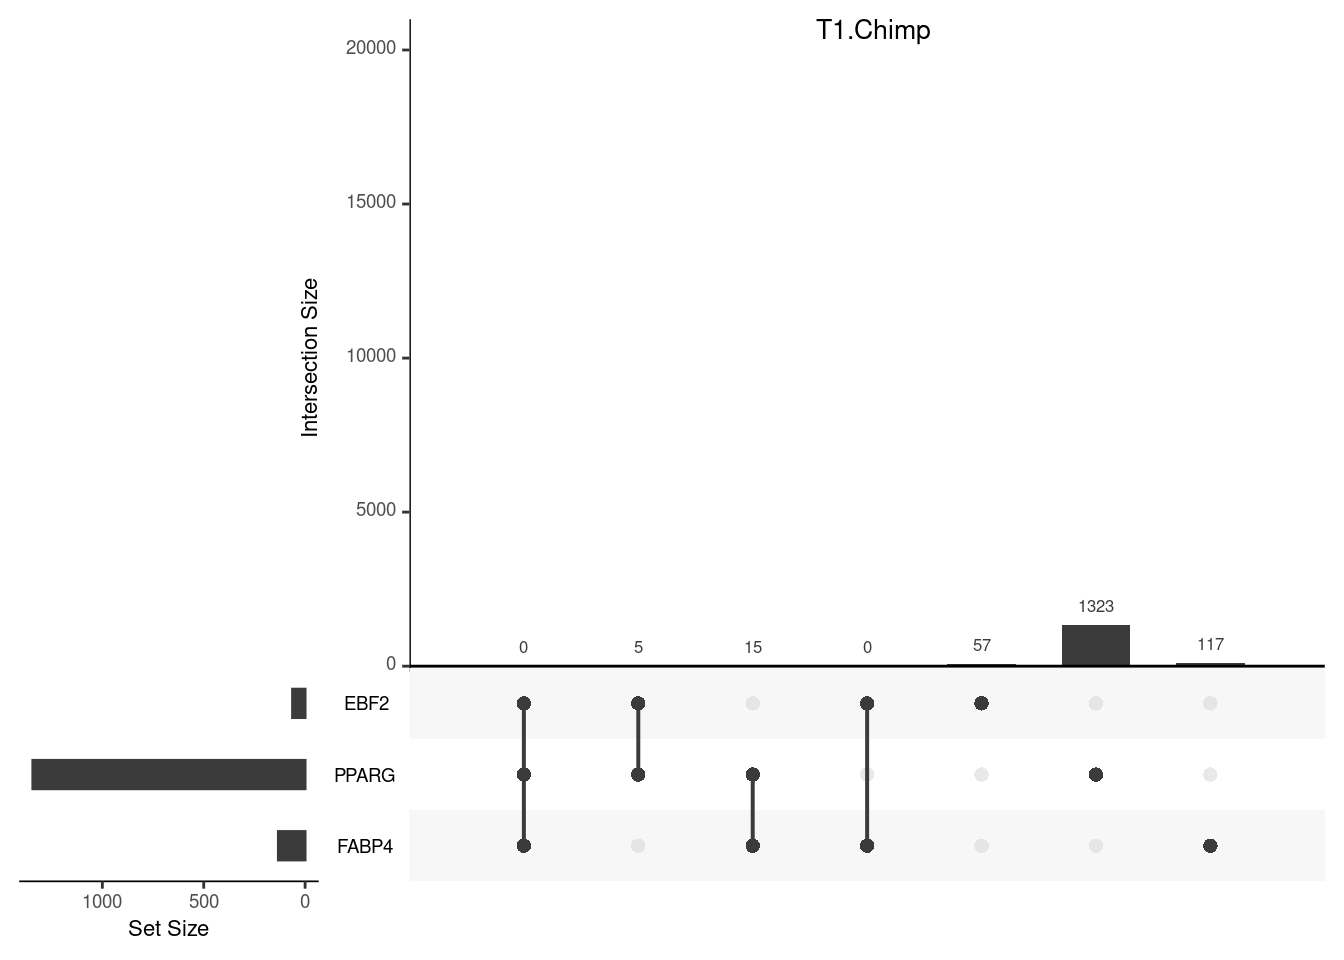 T1.Chimp
20000
15000
10000
5000
0
Intersection Size
0 5 15 0 57 1323 117
EBF2
PPARG
FABP4
1000 500 0
Set Size